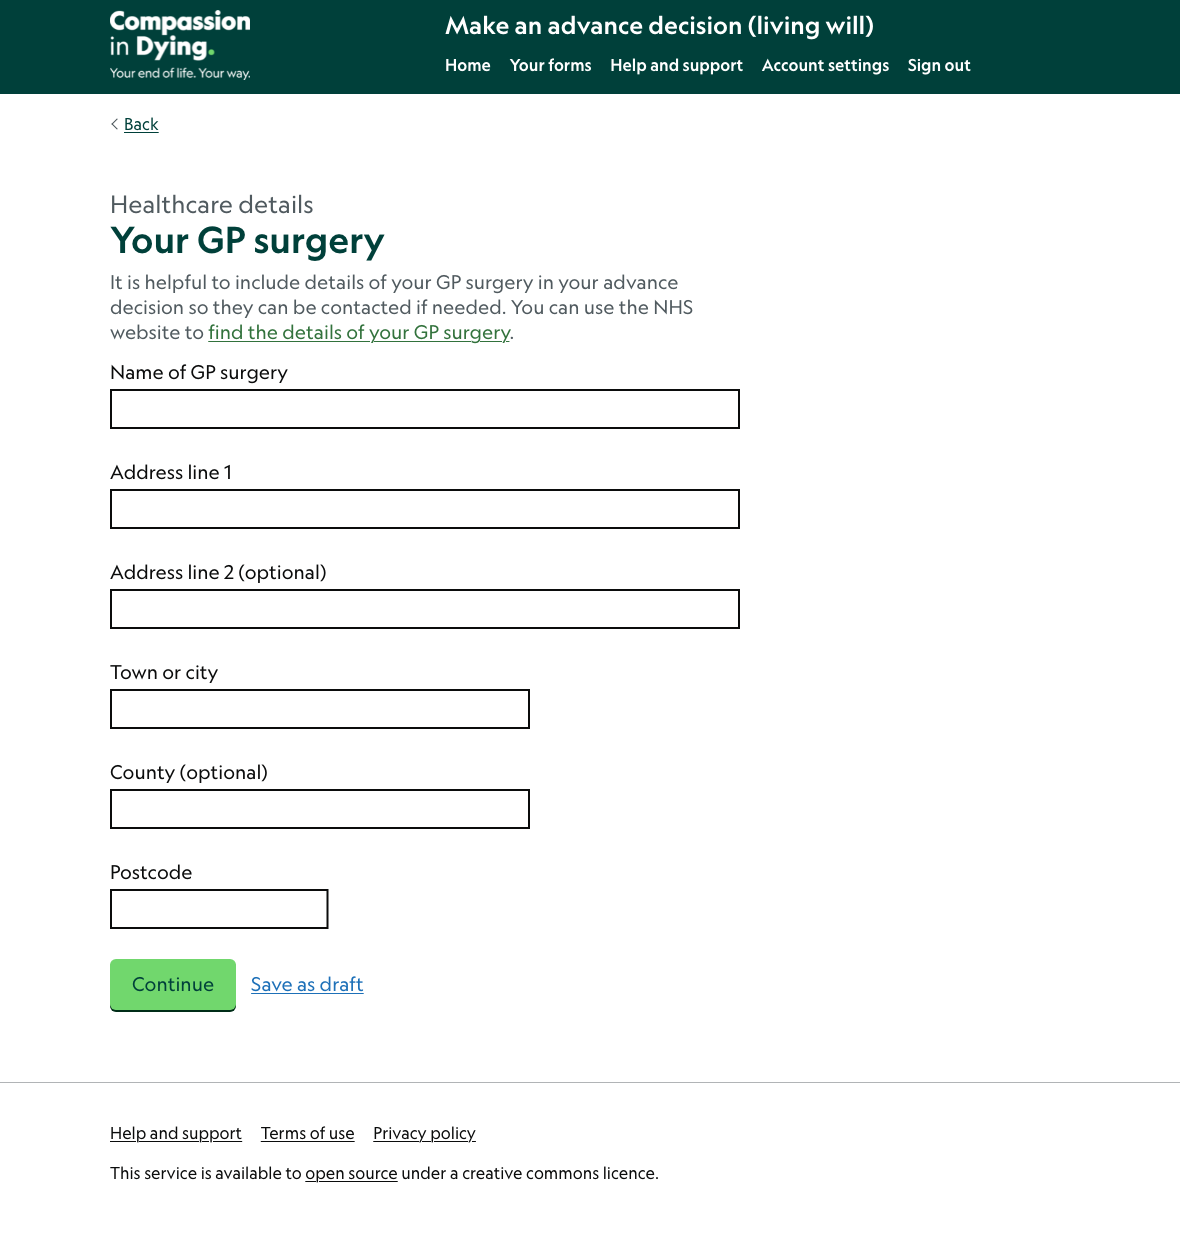 Compassion
in Dying.
Your end of life. Your way.
Make an advance decision (living will)
Home Your forms Help and support Account settings Sign out
Back
Healthcare details
Your GP surgery
It is helpful to include details of your GP surgery in your advance
decision so they can be contacted if needed. You can use the NHS
website to find the details of your GP surgery.
Name of GP surgery
Address line 1
Address line 2 (optional)
Town or city
County (optional)
Postcode
Continue Save as draft
Help and support Terms of use Privacy policy
This service is available to open source under a creative commons licence.